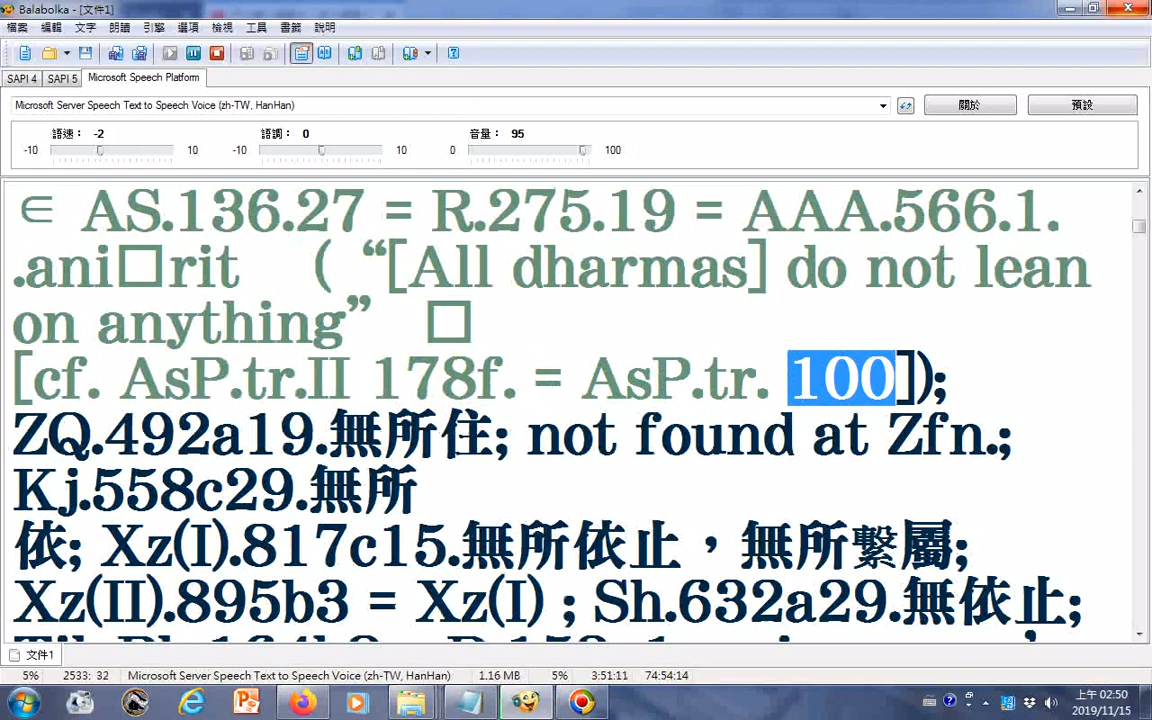 Balabolka - [文件1]
檔案 編輯 文字 朗讀 引擎 選項 檢視 工具 書籤 說明
SAPI 4 SAPI 5 Microsoft Speech Platform
Microsoft Server Speech Text to Speech Voice (zh-TW, HanHan) 關於 預設
語速： -2 語調： 0 音量： 95
-10 10 -10 10 0 100
∈ AS.136.27 = R.275.19 = AAA.566.1.
.ani□rit (“[All dharmas] do not lean
on anything” □
[cf. AsP.tr.II 178f. = AsP.tr. 100]);
ZQ.492a19.無所住; not found at Zfn.;
Kj.558c29.無所
依; Xz(I).817c15.無所依止，無所繫屬;
Xz(II).895b3 = Xz(I) ; Sh.632a29.無依止;
文件1
5% 2533: 32 Microsoft Server Speech Text to Speech Voice (zh-TW, HanHan) 1.16 MB 5% 3:51:11 74:54:14
上午 02:50
2019/11/15